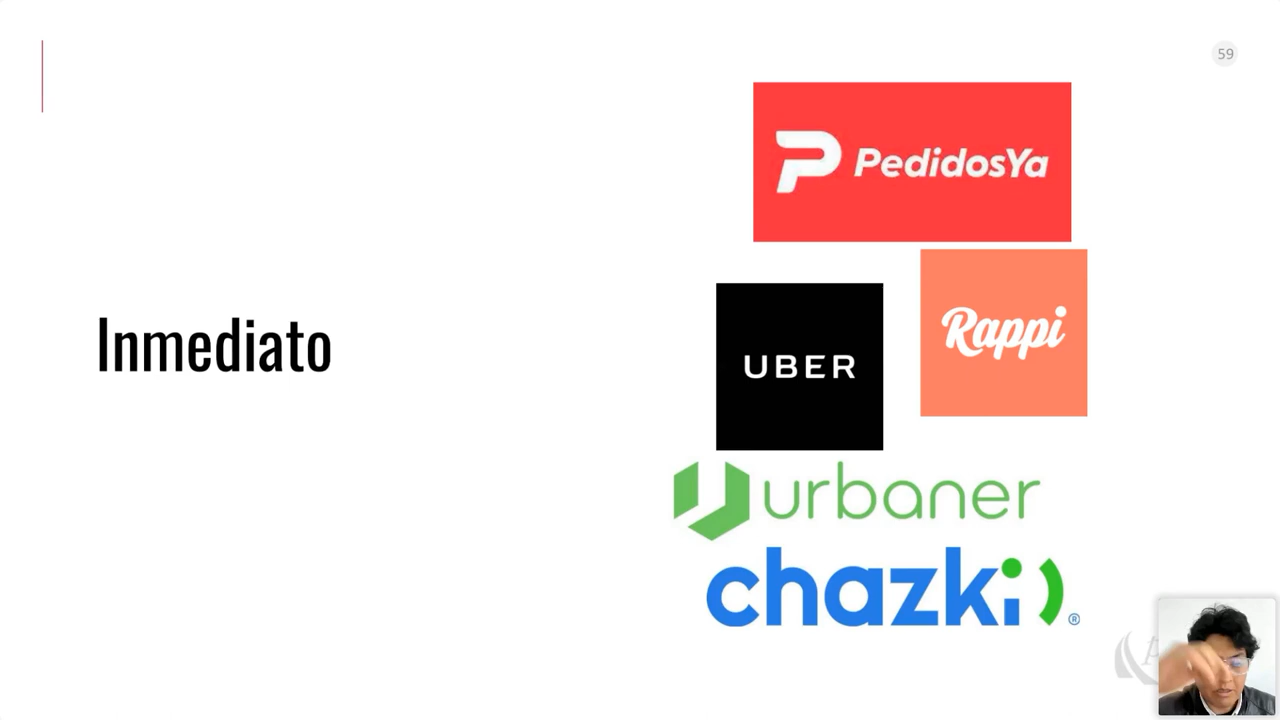 59
PedidosYa
Rappi
UBER
Inmediato
urbaner
chazki
®